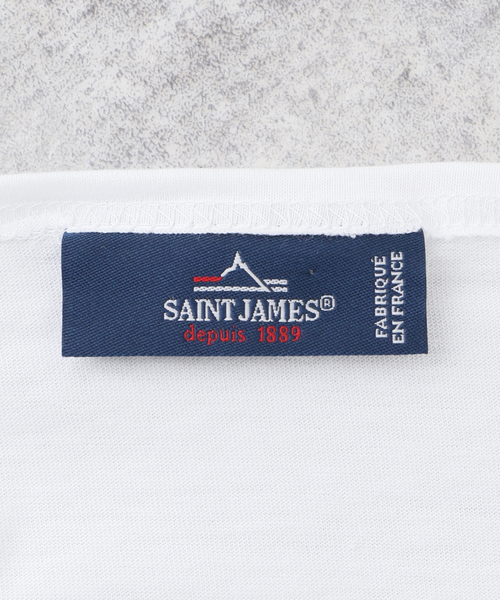 SAINT JAMES®
depuis 1889
FABRIQUÉ
EN FRANCE